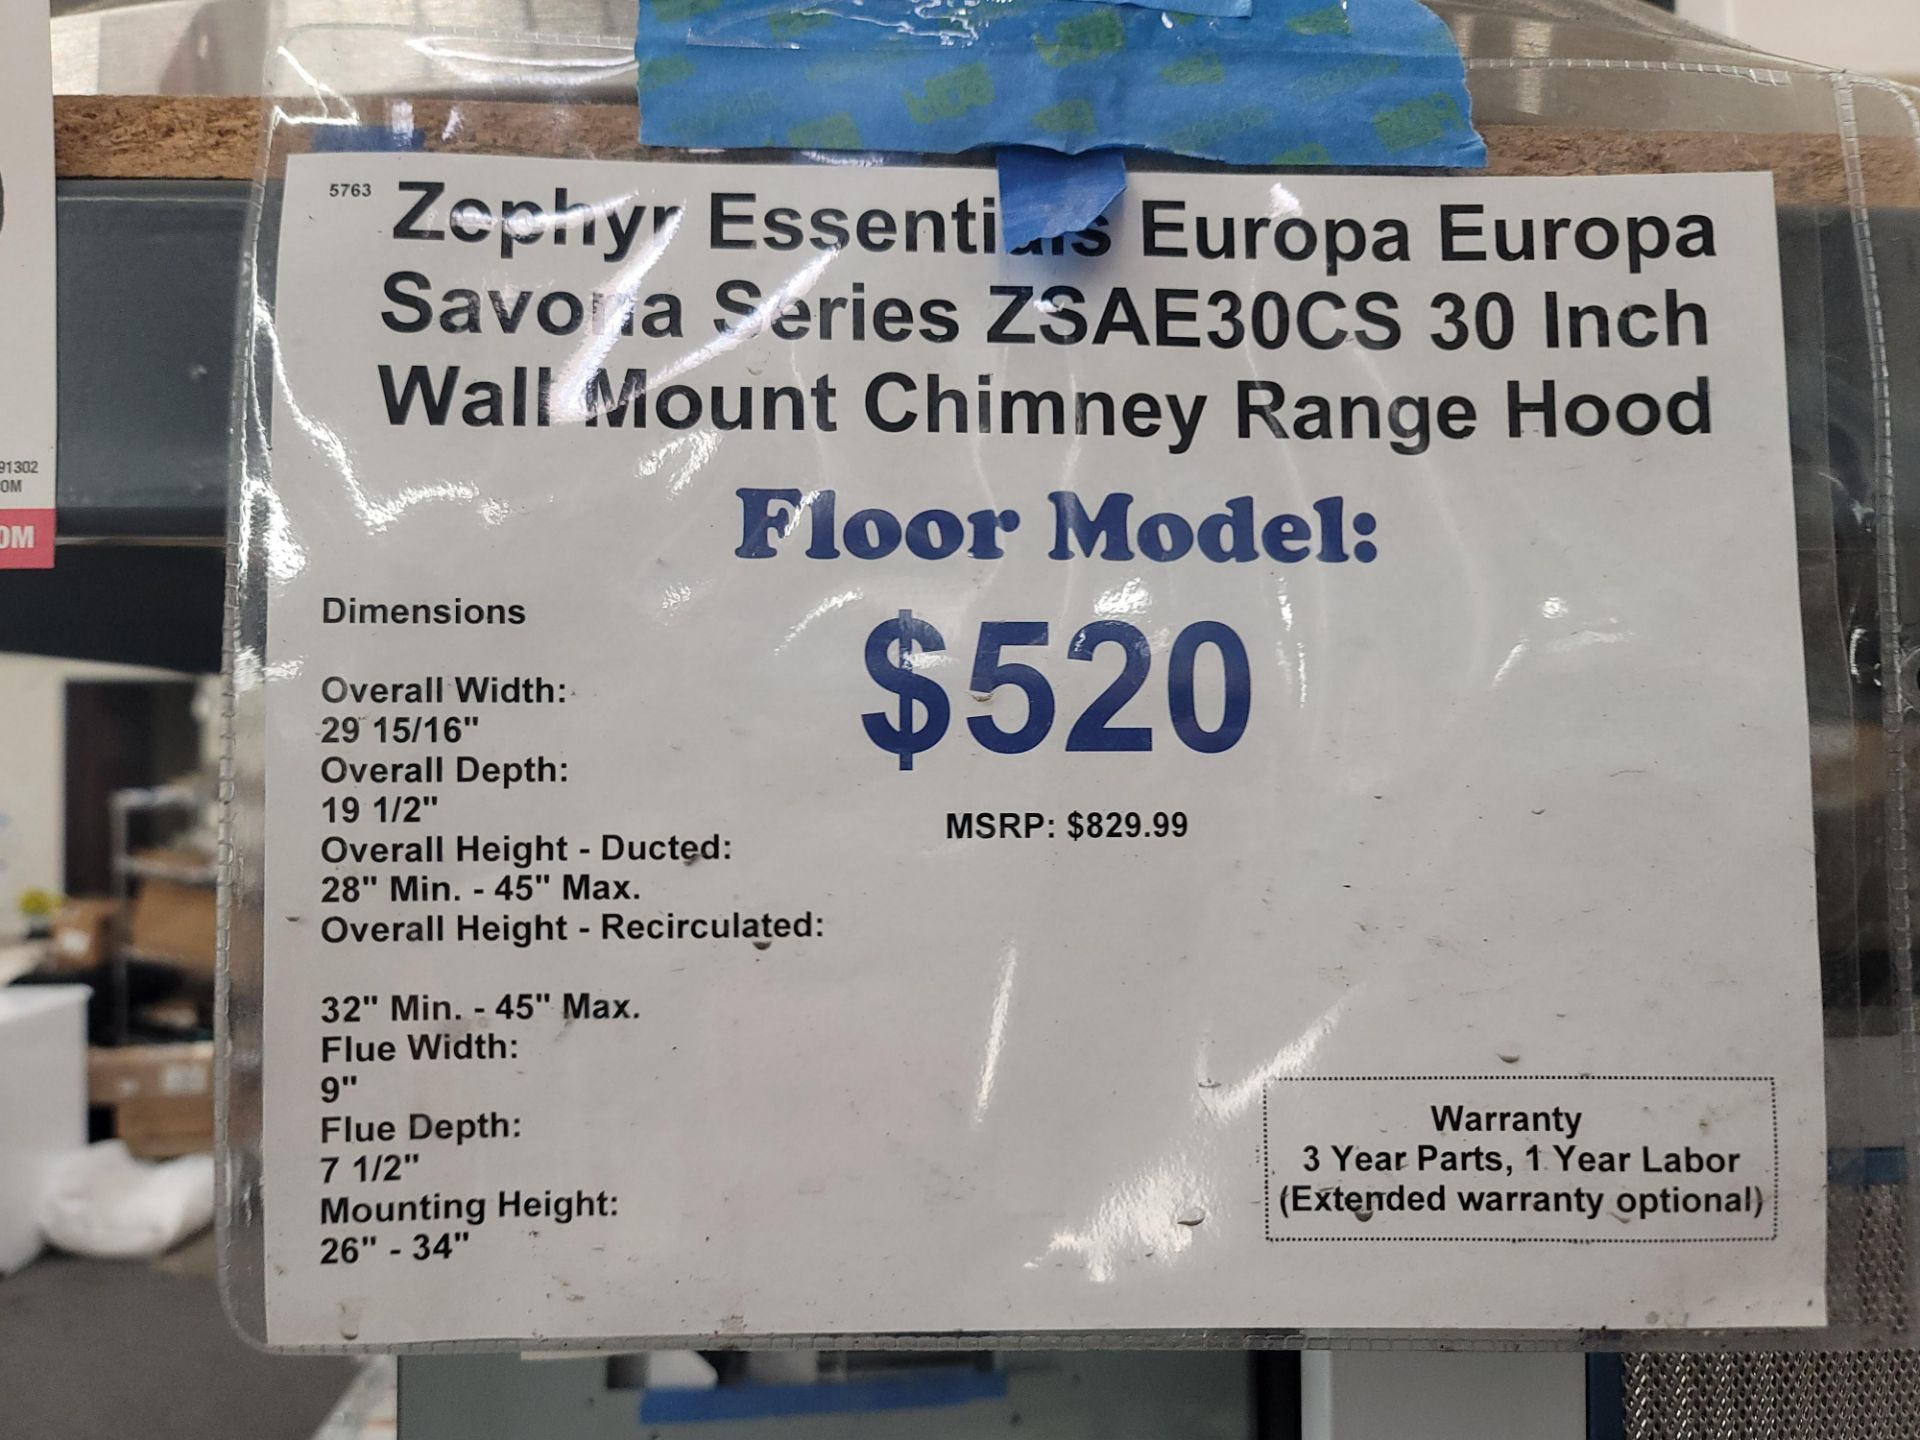 5763
Zephyr Essentials Europa Europa
Savona Series ZSAE30CS 30 Inch
Wall Mount Chimney Range Hood
Floor Model:
$520
MSRP: $829.99
Dimensions
Overall Width:
29 15/16"
Overall Depth:
19 1/2"
Overall Height - Ducted:
28" Min. - 45" Max.
Overall Height - Recirculated:
32" Min. - 45" Max.
Flue Width:
9"
Flue Depth:
7 1/2"
Mounting Height:
26" - 34"
Warranty
3 Year Parts, 1 Year Labor
(Extended warranty optional)
91302
OM
OM